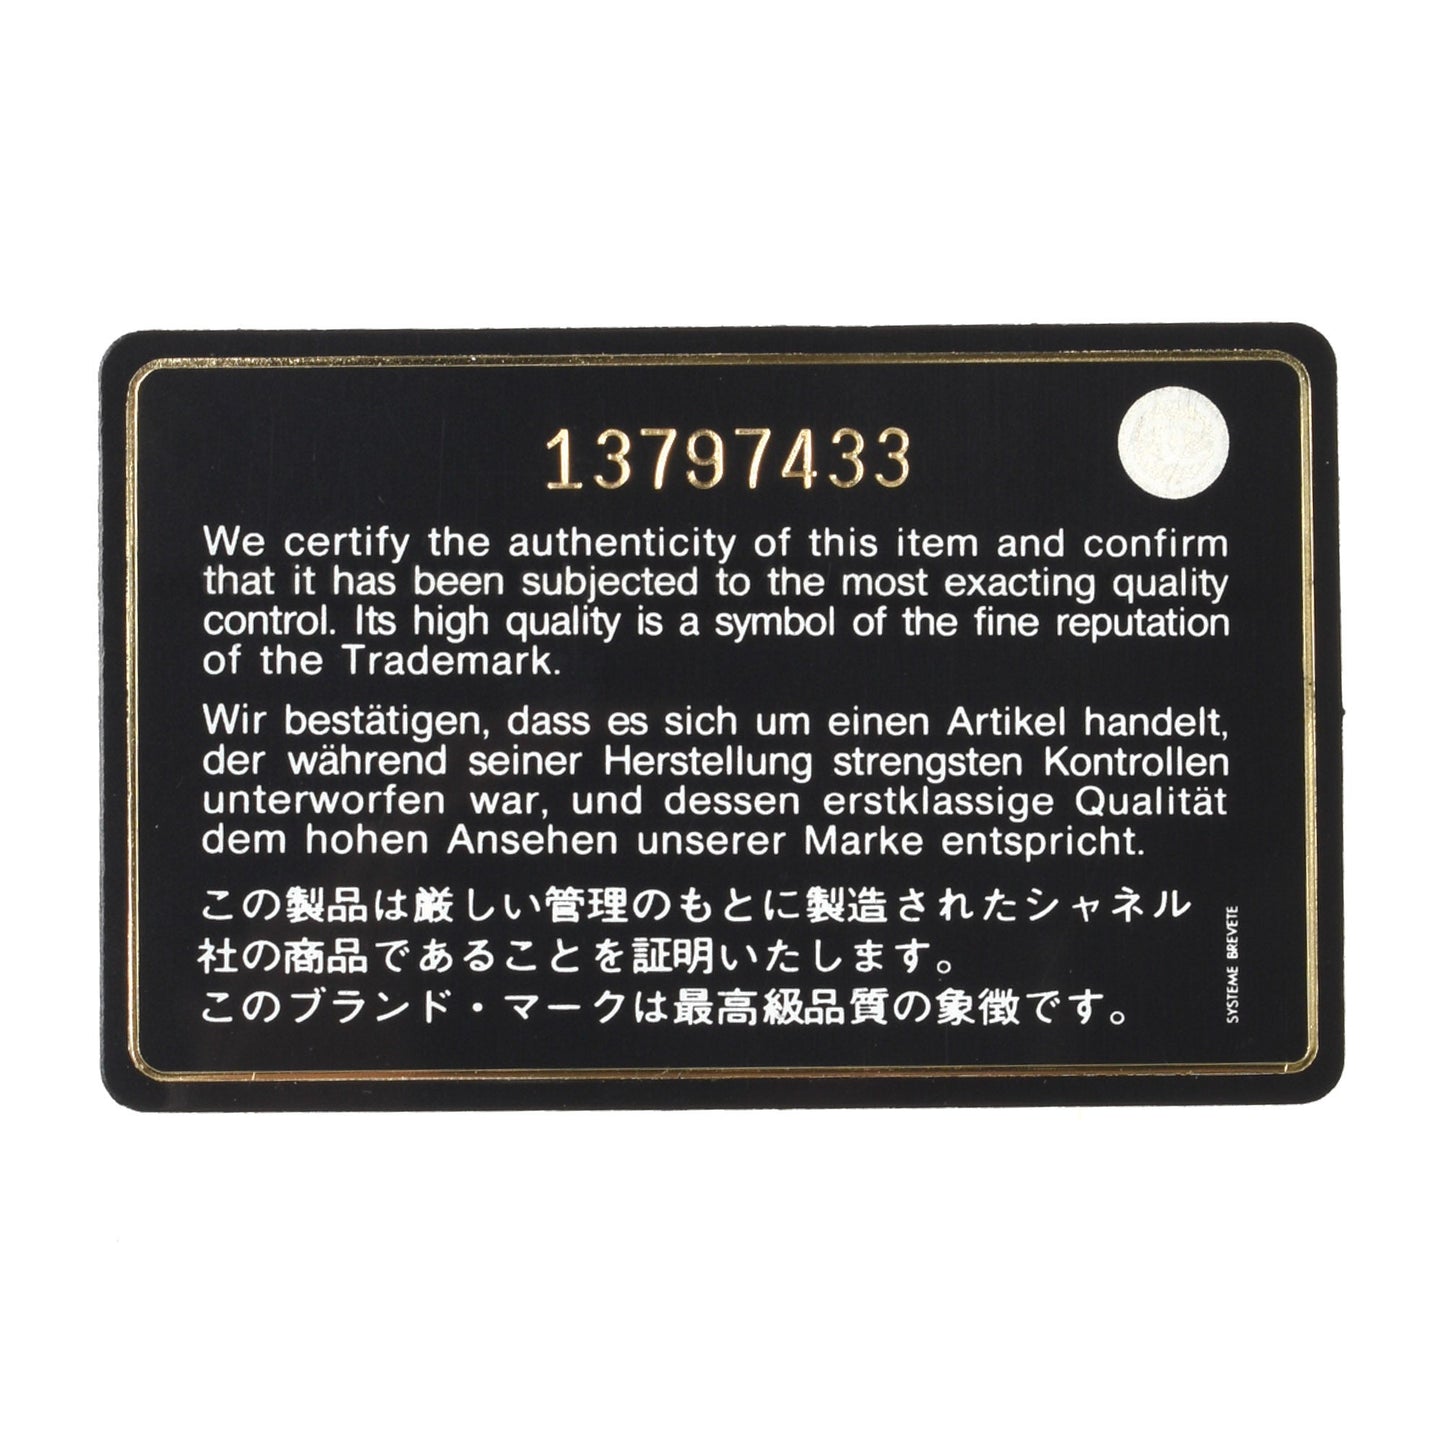 13797433
We certify the authenticity of this item and confirm
that it has been subjected to the most exacting quality
control. Its high quality is a symbol of the fine reputation
of the Trademark.
Wir bestätigen, dass es sich um einen Artikel handelt,
der während seiner Herstellung strengsten Kontrollen
unterworfen war, und dessen erstklassige Qualität
dem hohen Ansehen unserer Marke entspricht.
この製品は厳しい管理のもとに製造されたシャネル
社の商品であることを証明いたします。
このブランド・マークは最高級品質の象徴です。
SYSTEME BREVETE